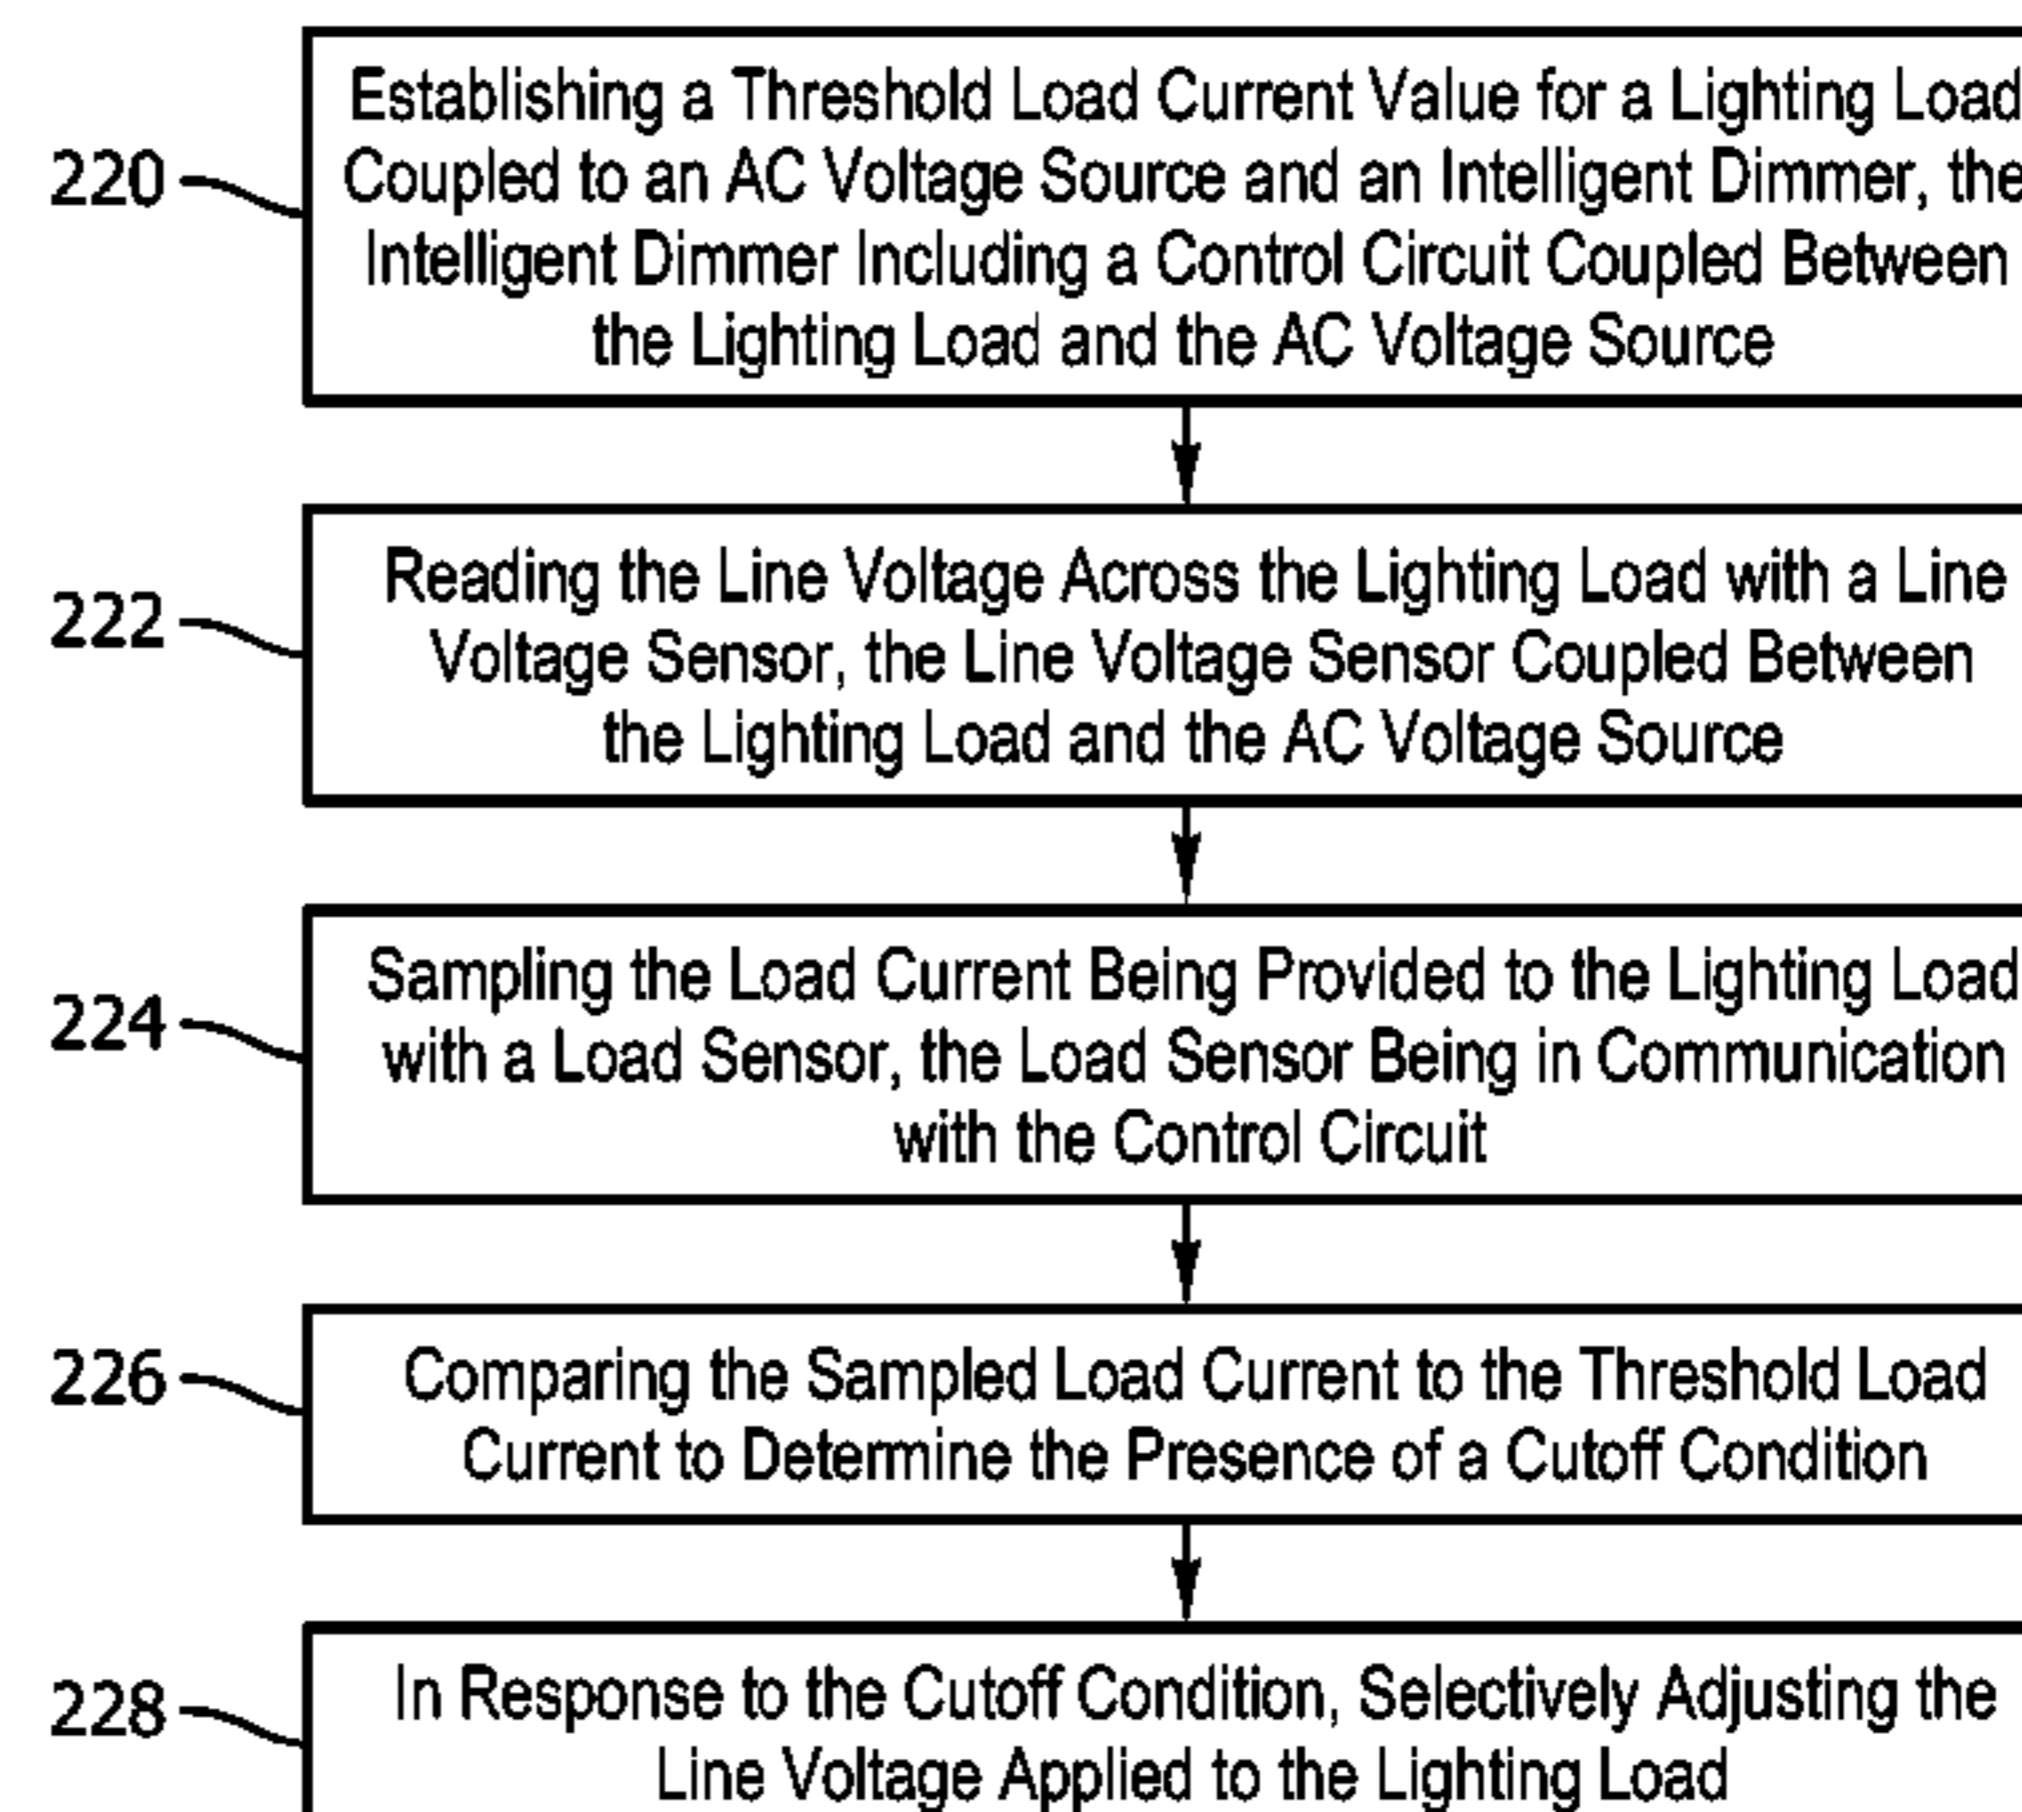 Establishing a Threshold Load Current Value for a Lighting Load
220
Coupled to an AC Voltage Source and an Intelligent Dimmer, the
Intelligent Dimmer Including a Control Circuit Coupled Between
the Lighting Load and the AC Voltage Source
Reading the Line Voltage Across the Lighting Load with a Line
222
Voltage Sensor, the Line Voltage Sensor Coupled Between
the Lighting Load and the AC Voltage Source
Sampling the Load Current Being Provided to the Lighting Load
224
with a Load Sensor, the Load Sensor Being in Communication
with the Control Circuit
226
Comparing the Sampled Load Current to the Threshold Load
Current to Determine the Presence of a Cutoff Condition
228
In Response to the Cutoff Condition, Selectively Adjusting the
Line Voltage Applied to the Lighting Load